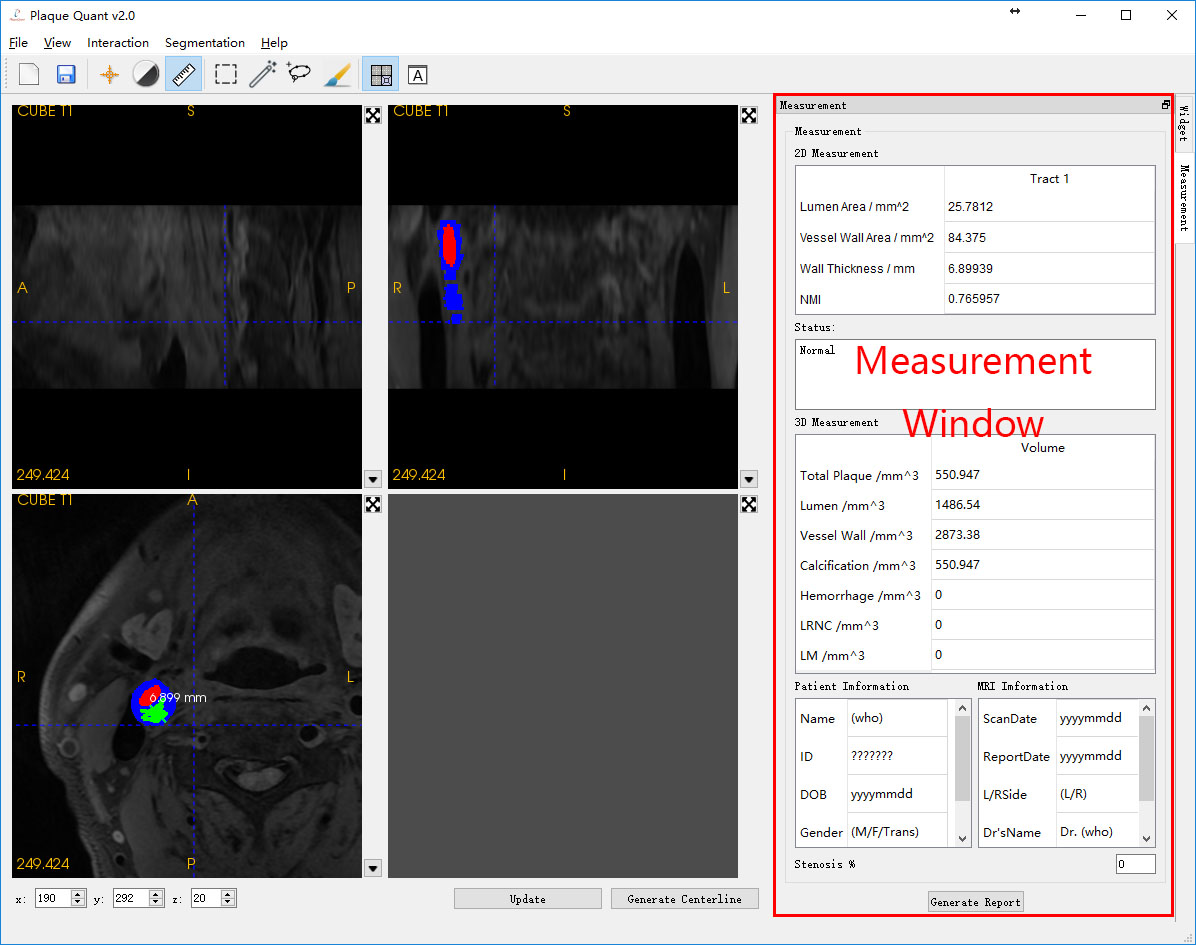 Plaque Quant v2.0
File View Interaction Segmentation Help
A
CUBE T1
S
A
P
249.424
I
CUBE T1
S
R
L
249.424
I
CUBE T1
A
R
L
6.899 mm
249.424
P
x: 190 y: 292 z: 20
Update
Generate Centerline
Measurement
Measurement
2D Measurement
Tract 1
Lumen Area / mm^2 25.7812
Vessel Wall Area / mm^2 84.375
Wall Thickness / mm 6.89939
NMI 0.765957
Status:
Normal
Measurement
Window
3D Measurement
Volume
Total Plaque /mm^3 550.947
Lumen /mm^3 1486.54
Vessel Wall /mm^3 2873.38
Calcification /mm^3 550.947
Hemorrhage /mm^3 0
LRNC /mm^3 0
LM /mm^3 0
Patient Imformation
Name (who)
ID ???????
DOB yyyymmdd
Gender (M/F/Trans)
MRI Imformation
ScanDate yyyymmdd
ReportDate yyyymmdd
L/RSide (L/R)
Dr'sName Dr. (who)
Stenosis % 0
Generate Report
Widget
Measurement